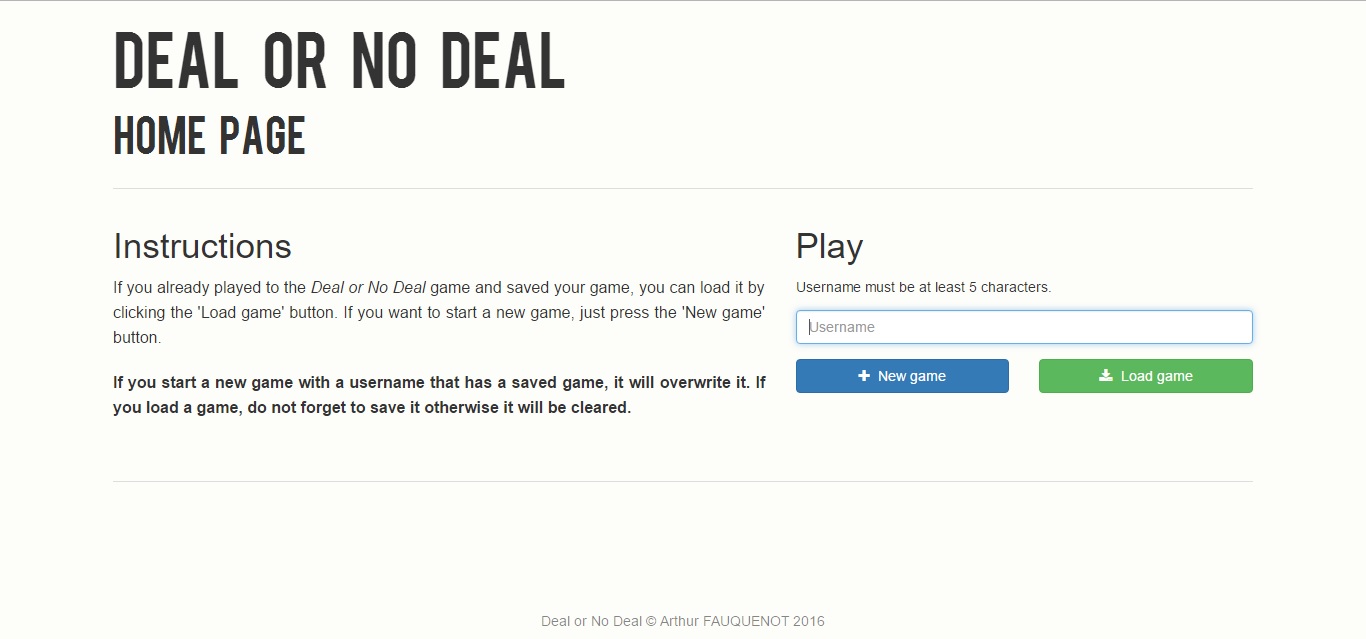 DEAL OR NO DEAL
HOME PAGE
Instructions
If you already played to the Deal or No Deal game and saved your game, you can load it by
clicking the 'Load game' button. If you want to start a new game, just press the 'New game'
button.
If you start a new game with a username that has a saved game, it will overwrite it. If
you load a game, do not forget to save it otherwise it will be cleared.
Play
Username must be at least 5 characters.
Username
New game
Load game
Deal or No Deal © Arthur FAUQUENOT 2016